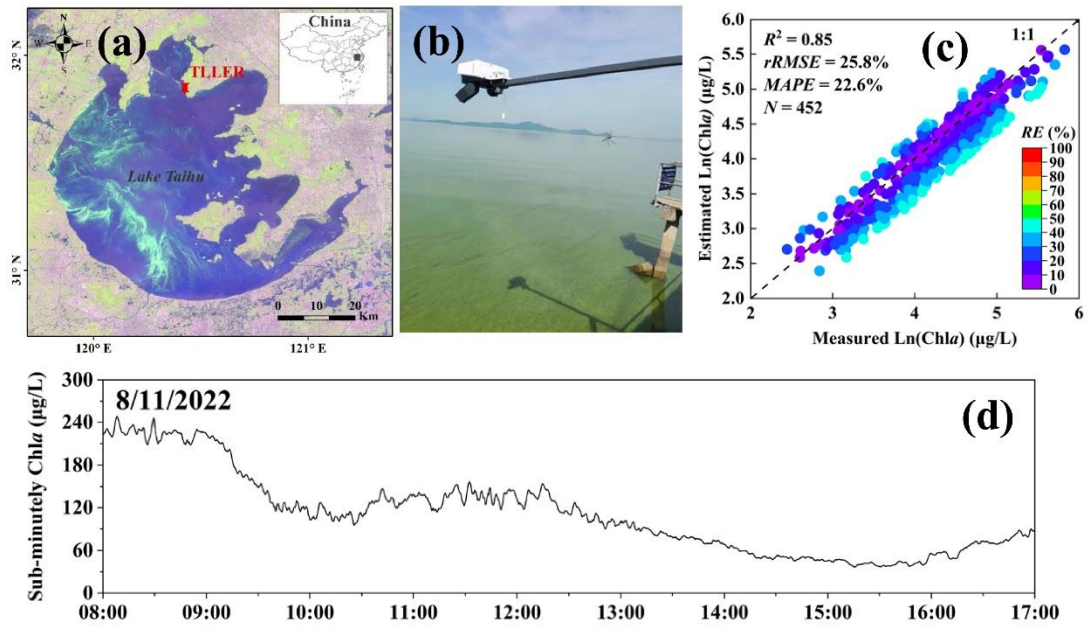 (a)
China
N
W
E
S
TLLER
Lake Taihu
32° N
31° N
0 10 20
Km
120° E
121° E
(b)
(c)
1:1
R² = 0.85
rRMSE = 25.8%
MAPE = 22.6%
N = 452
RE (%)
100
90
80
70
60
50
40
30
20
10
0
Estimated Ln(Chla) (µg/L)
6.0
5.5
5.0
4.5
4.0
3.5
3.0
2.5
2.0
2 3 4 5 6
Measured Ln(Chla) (µg/L)
(d)
8/11/2022
Sub-minutely Chla (µg/L)
300
240
180
120
60
0
08:00 09:00 10:00 11:00 12:00 13:00 14:00 15:00 16:00 17:00